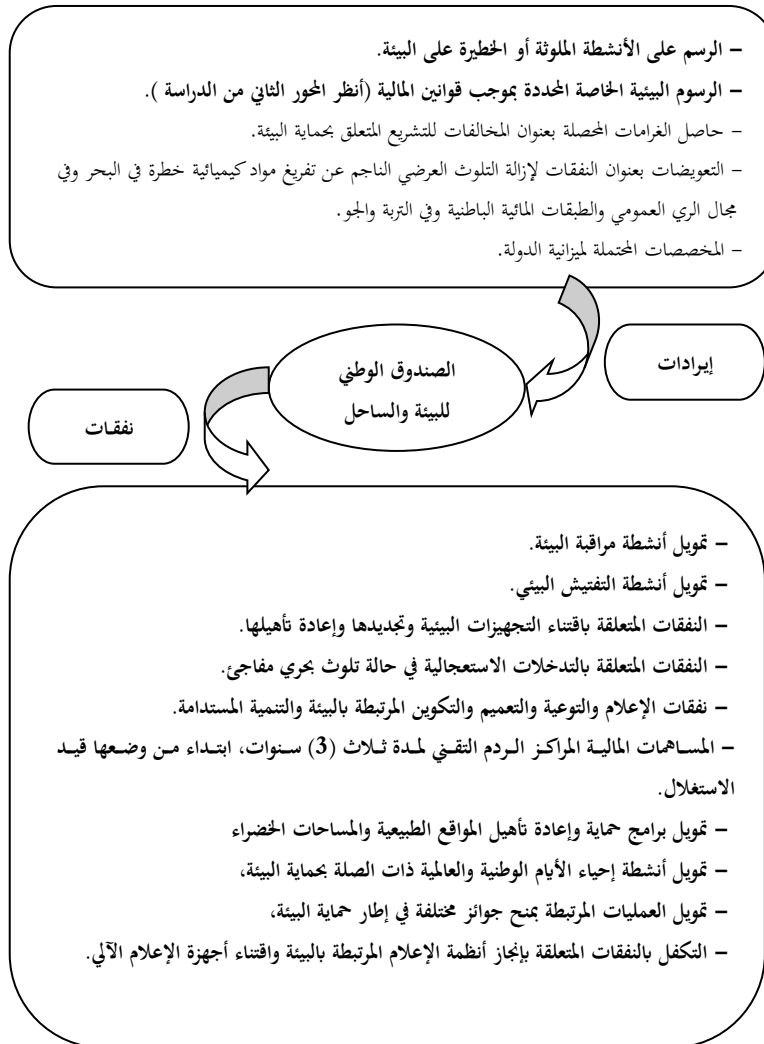 – الرسم على الأنشطة الملوثة أو الخطيرة على البيئة.
– الرسوم البيئية الخاصة المحددة بموجب قوانين المالية (أنظر المحور الثاني من الدراسة ).
– حاصل الغرامات المحصلة بعنوان المخالفات للتشريع المتعلق بحماية البيئة.
– التعويضات بعنوان النفقات لإزالة التلوث العرضي الناجم عن تفريغ مواد كيميائية خطرة في البحر وفي
مجال الري العمومي والطبقات المائية الباطنية وفي التربة والجو.
– المخصصات المحتملة لميزانية الدولة.
إيرادات
الصندوق الوطني
للبيئة والساحل
نفقات
– تمويل أنشطة مراقبة البيئة.
– تمويل أنشطة التفتيش البيئي.
– النفقات المتعلقة باقتناء التجهيزات البيئية وتجديدها وإعادة تأهيلها.
– النفقات المتعلقة بالتدخلات الاستعجالية في حالة تلوث بحري مفاجئ.
– نفقات الإعلام والتوعية والتعميم والتكوين المرتبطة بالبيئة والتنمية المستدامة.
– المساهمات المالية المراكز الردم التقني لمدة ثلاث (3) سنوات، ابتداء من وضعها قيد
الاستغلال.
– تمويل برامج حماية وإعادة تأهيل المواقع الطبيعية والمساحات الخضراء
– تمويل أنشطة إحياء الأيام الوطنية والعالمية ذات الصلة بحماية البيئة،
– تمويل العمليات المرتبطة بمنح جوائز مختلفة في إطار حماية البيئة،
– التكفل بالنفقات المتعلقة بإنجاز أنظمة الإعلام المرتبطة بالبيئة واقتناء أجهزة الإعلام الآلي.